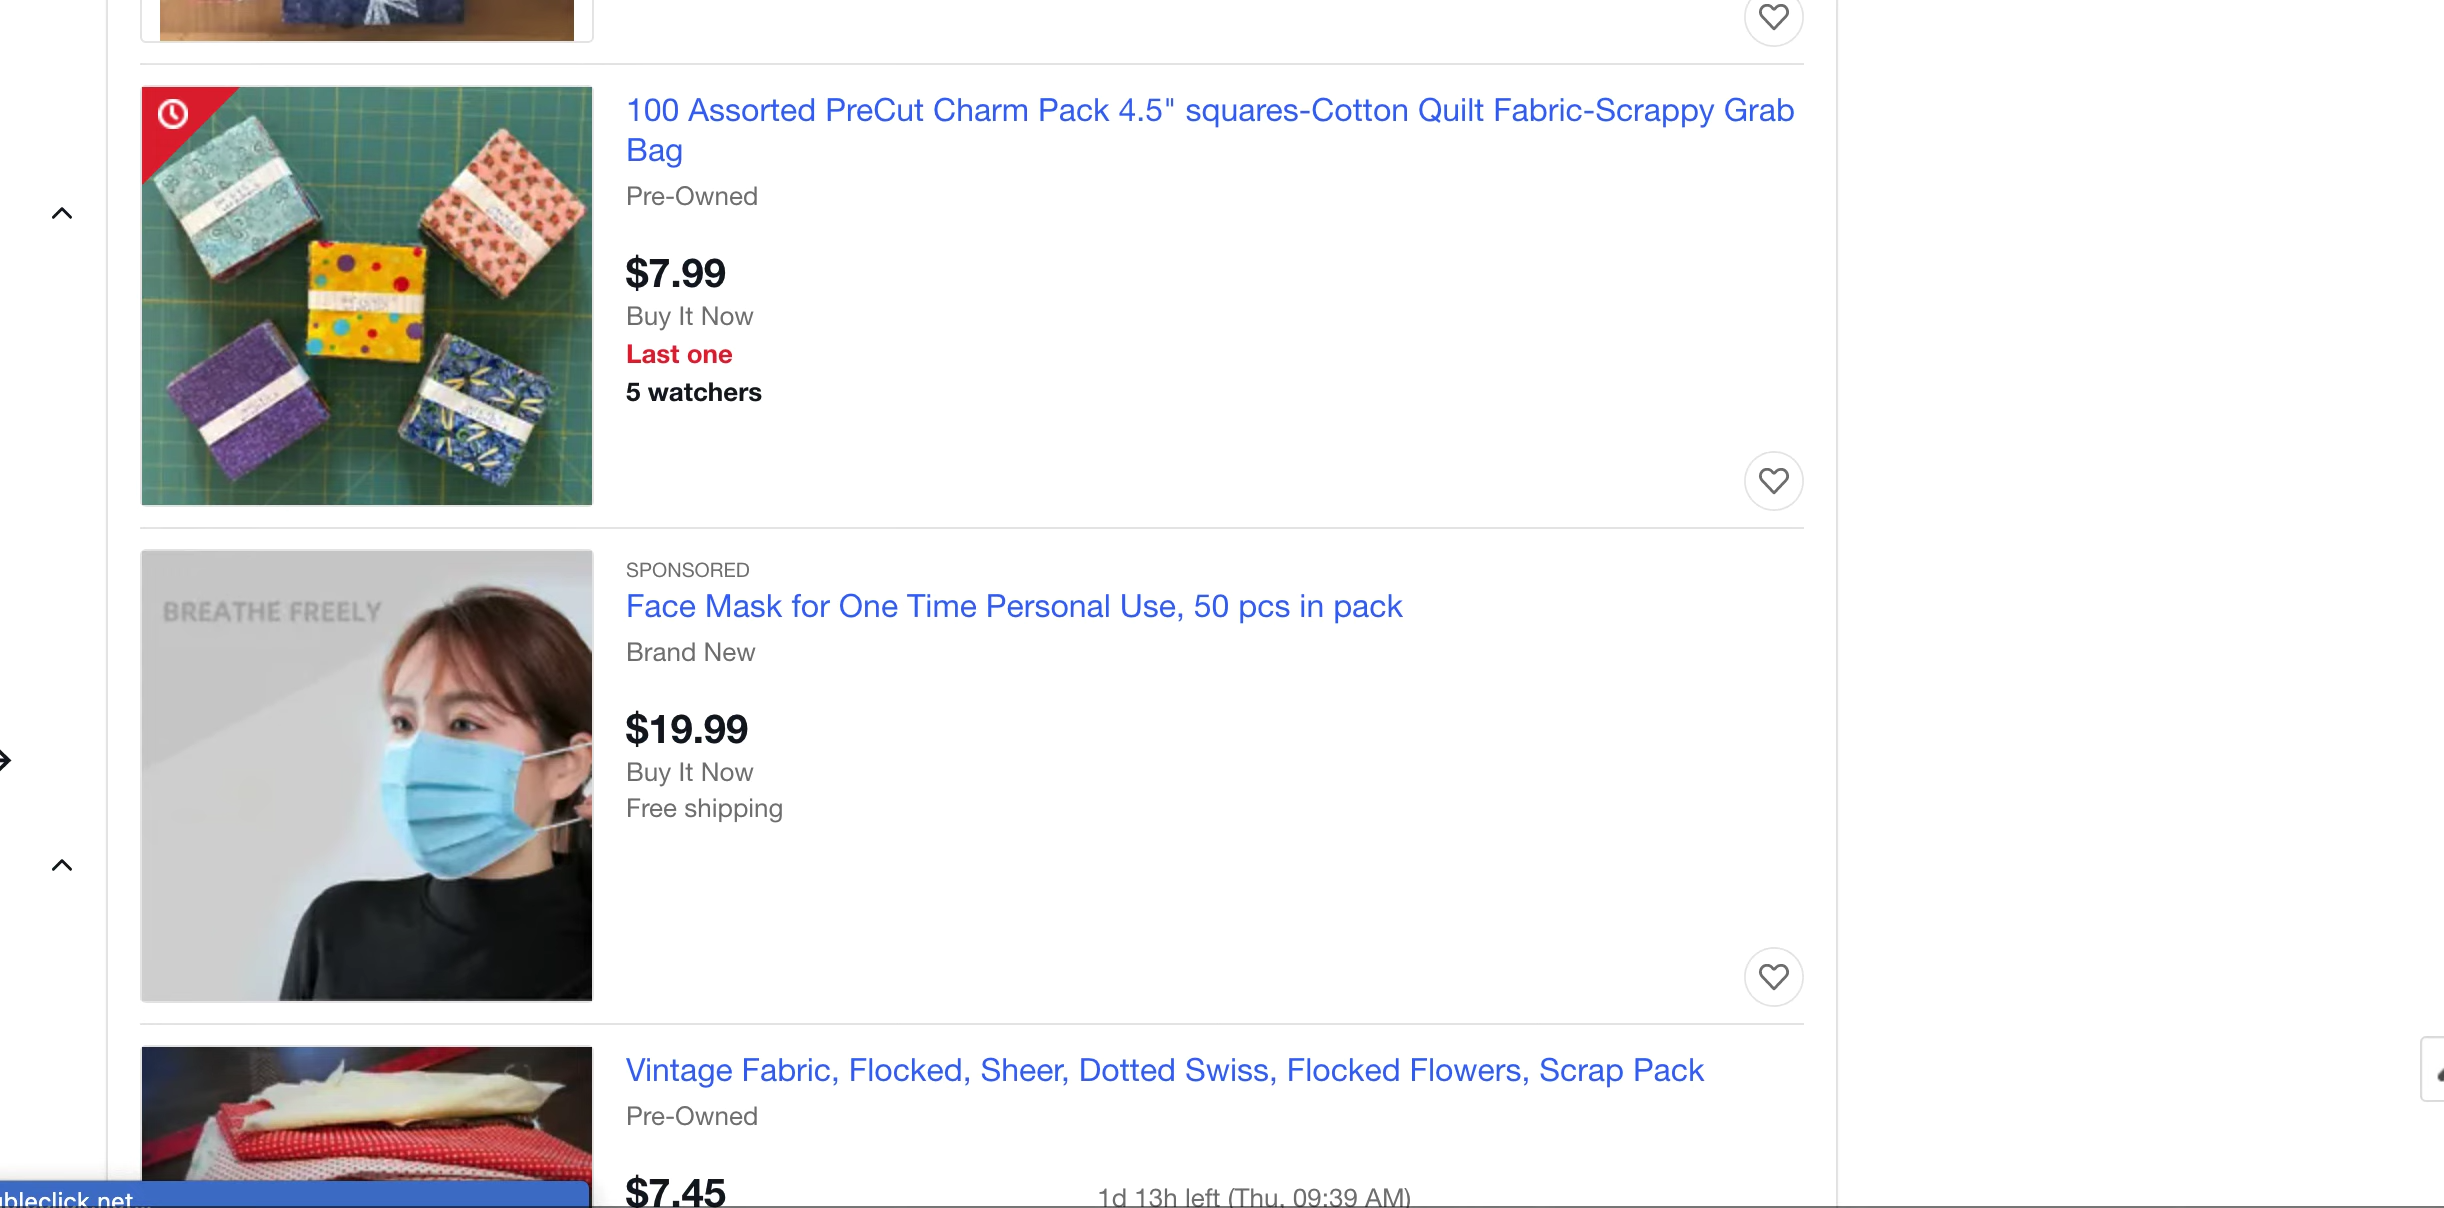 100 Assorted PreCut Charm Pack 4.5" squares-Cotton Quilt Fabric-Scrappy Grab
Bag
Pre-Owned
$7.99
Buy It Now
Last one
5 watchers
BREATHE FREELY
SPONSORED
Face Mask for One Time Personal Use, 50 pcs in pack
Brand New
$19.99
Buy It Now
Free shipping
Vintage Fabric, Flocked, Sheer, Dotted Swiss, Flocked Flowers, Scrap Pack
Pre-Owned
$7.45
1d 13h left (Thu, 09:39 AM)
bleclick.net...